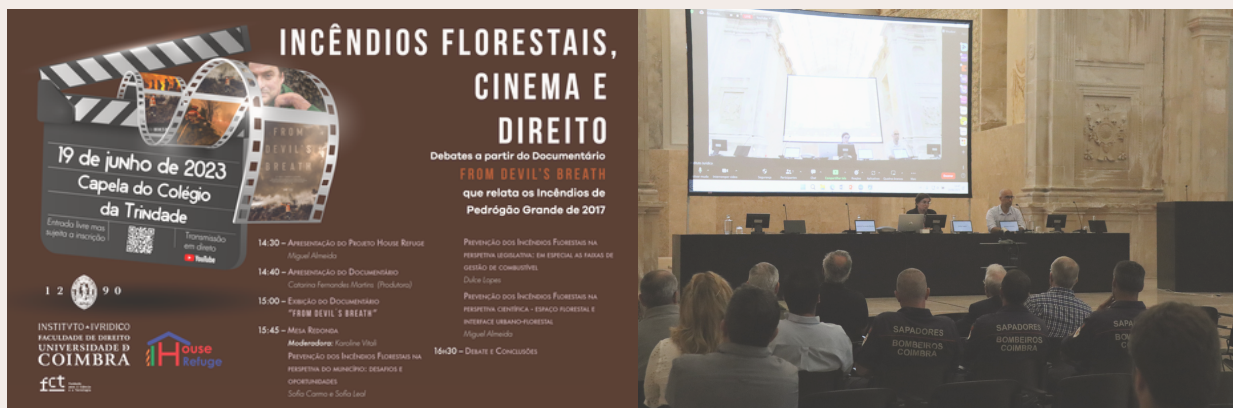 INCÊNDIOS FLORESTAIS,
CINEMA E
DIREITO
Debates a partir do Documentário
FROM DEVIL'S BREATH
que relata os Incêndios de
Pedrógão Grande de 2017
FROM
DEVIL'S
BREATH
19 de junho de 2023
Capela do Colégio
da Trindade
Entrada livre mas
sujeita a inscrição
Transmissão
em direto
YouTube
14:30 – APRESENTAÇÃO DO PROJETO HOUSE REFUGE
Miguel Almeida
14:40 – APRESENTAÇÃO DO DOCUMENTÁRIO
Catarina Fernandes Martins (Produtora)
15:00 – EXIBIÇÃO DO DOCUMENTÁRIO
"FROM DEVIL'S BREATH"
15:45 – MESA REDONDA
Moderadora: Karoline Vitali
PREVENÇÃO DOS INCÊNDIOS FLORESTAIS NA
PERSPETIVA DO MUNICÍPIO: DESAFIOS E
OPORTUNIDADES
Sofia Carmo e Sofia Leal
PREVENÇÃO DOS INCÊNDIOS FLORESTAIS NA
PERSPETIVA LEGISLATIVA: EM ESPECIAL AS FAIXAS DE
GESTÃO DE COMBUSTÍVEL
Dulce Lopes
PREVENÇÃO DOS INCÊNDIOS FLORESTAIS NA
PERSPETIVA CIENTÍFICA - ESPAÇO FLORESTAL E
INTERFACE URBANO-FLORESTAL
Miguel Almeida
16h30 – DEBATE E CONCLUSÕES
12 90
INSTITVTO•IVRIDICO
FACULDADE DE DIREITO
UNIVERSIDADE D
COIMBRA
House
Refuge
fct
SAPADORES
BOMBEIROS
COIMBRA
SAPADORES
BOMBEIROS
COIMBRA
SAPADORES
BOMBEIROS
COIMBRA